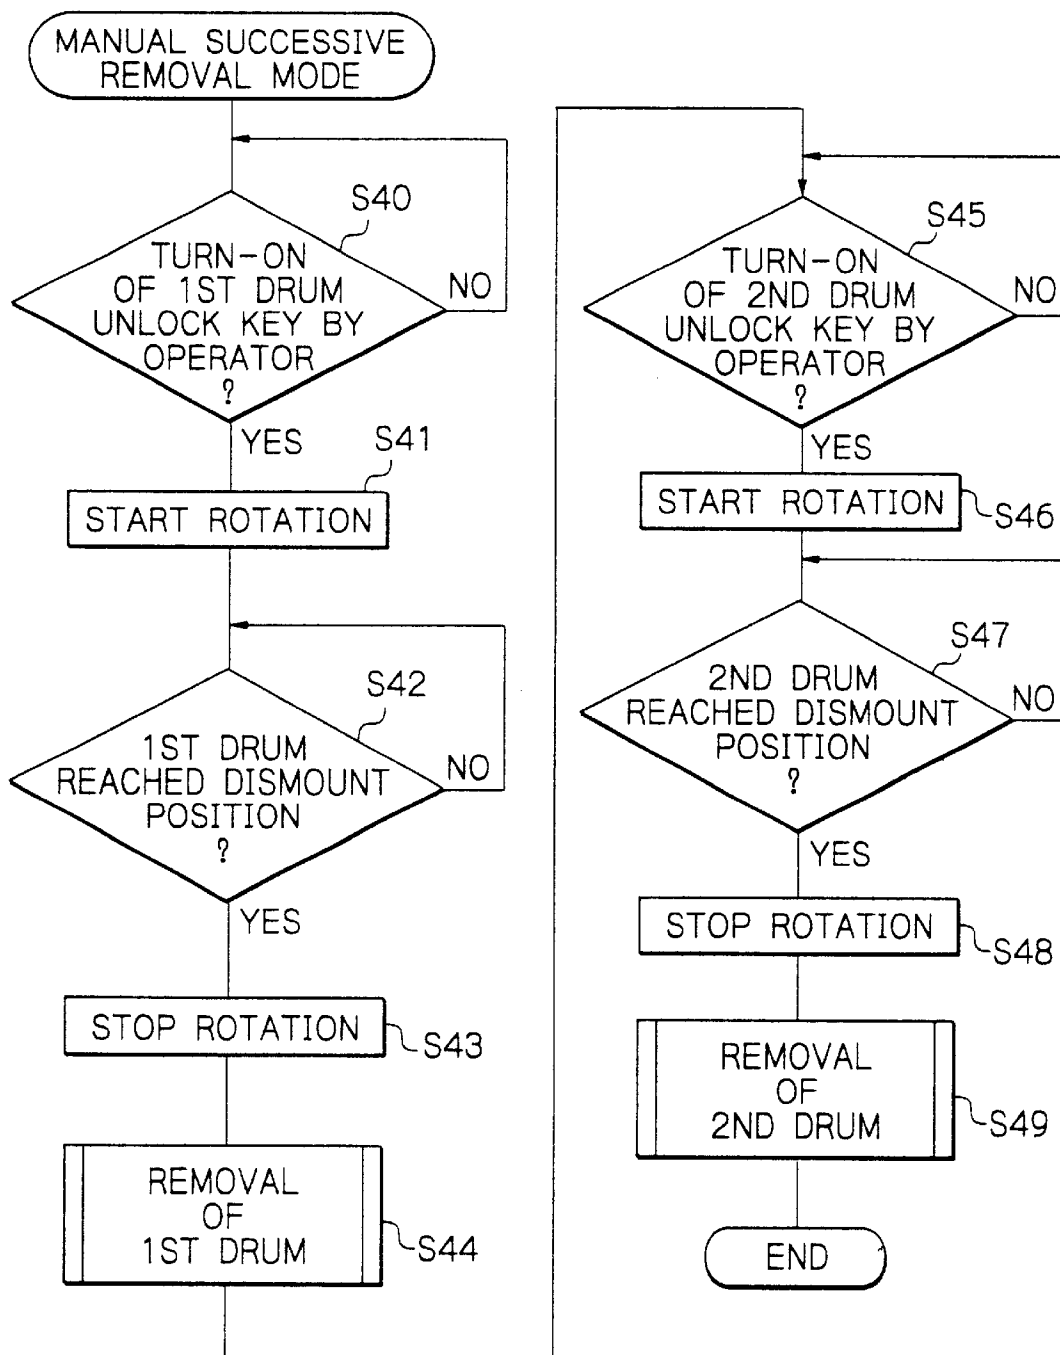 MANUAL SUCCESSIVE
REMOVAL MODE
S40
TURN-ON
OF 1ST DRUM
UNLOCK KEY BY
OPERATOR
?
NO
YES
S41
START ROTATION
S42
1ST DRUM
REACHED DISMOUNT
POSITION
?
NO
YES
STOP ROTATION
S43
REMOVAL
OF
1ST DRUM
S44
S45
TURN-ON
OF 2ND DRUM
UNLOCK KEY BY
OPERATOR
?
NO
YES
START ROTATION
S46
S47
2ND DRUM
REACHED DISMOUNT
POSITION
?
NO
YES
STOP ROTATION
S48
REMOVAL
OF
2ND DRUM
S49
END